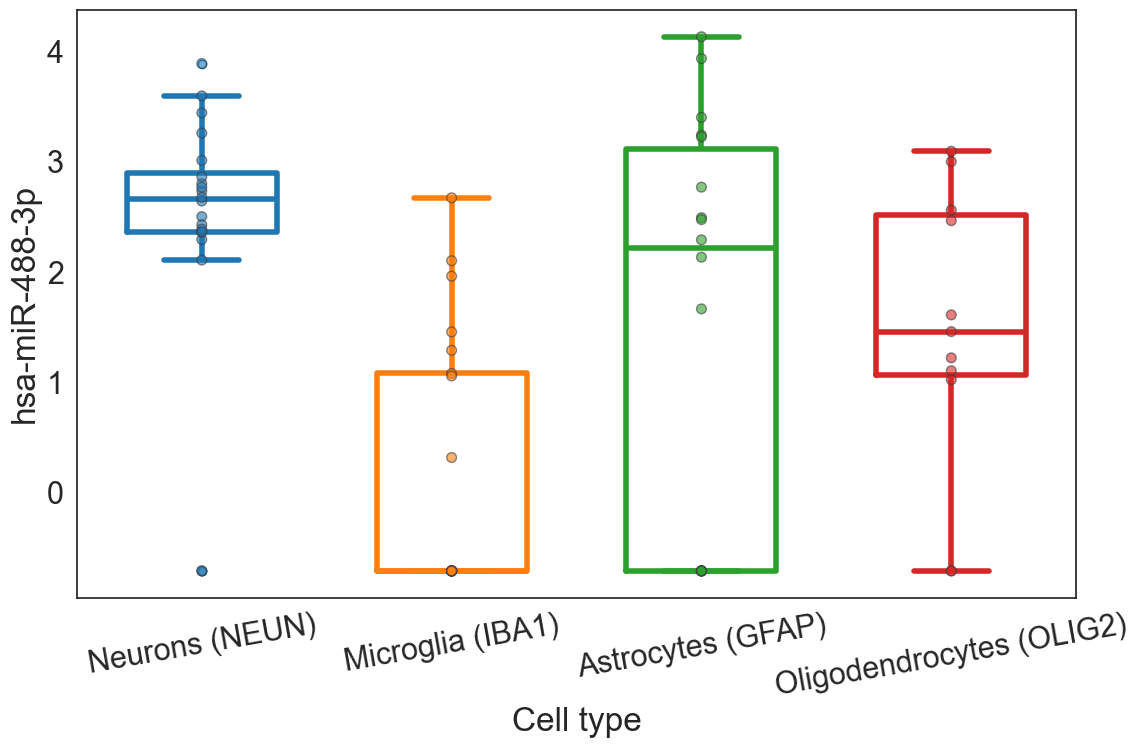 hsa-miR-488-3p
4
3
2
1
0
Neurons (NEUN)
Microglia (IBA1)
Astrocytes (GFAP)
Oligodendrocytes (OLIG2)
Cell type